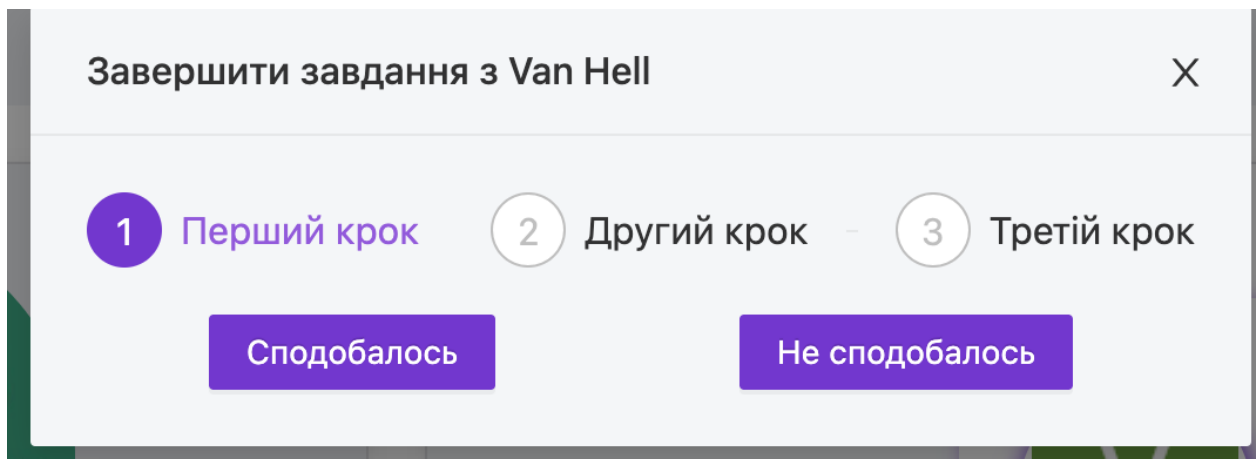 Завершити завдання з Van Hell X
1 Перший крок 2 Другий крок - 3 Третій крок
Сподобалось Не сподобалось